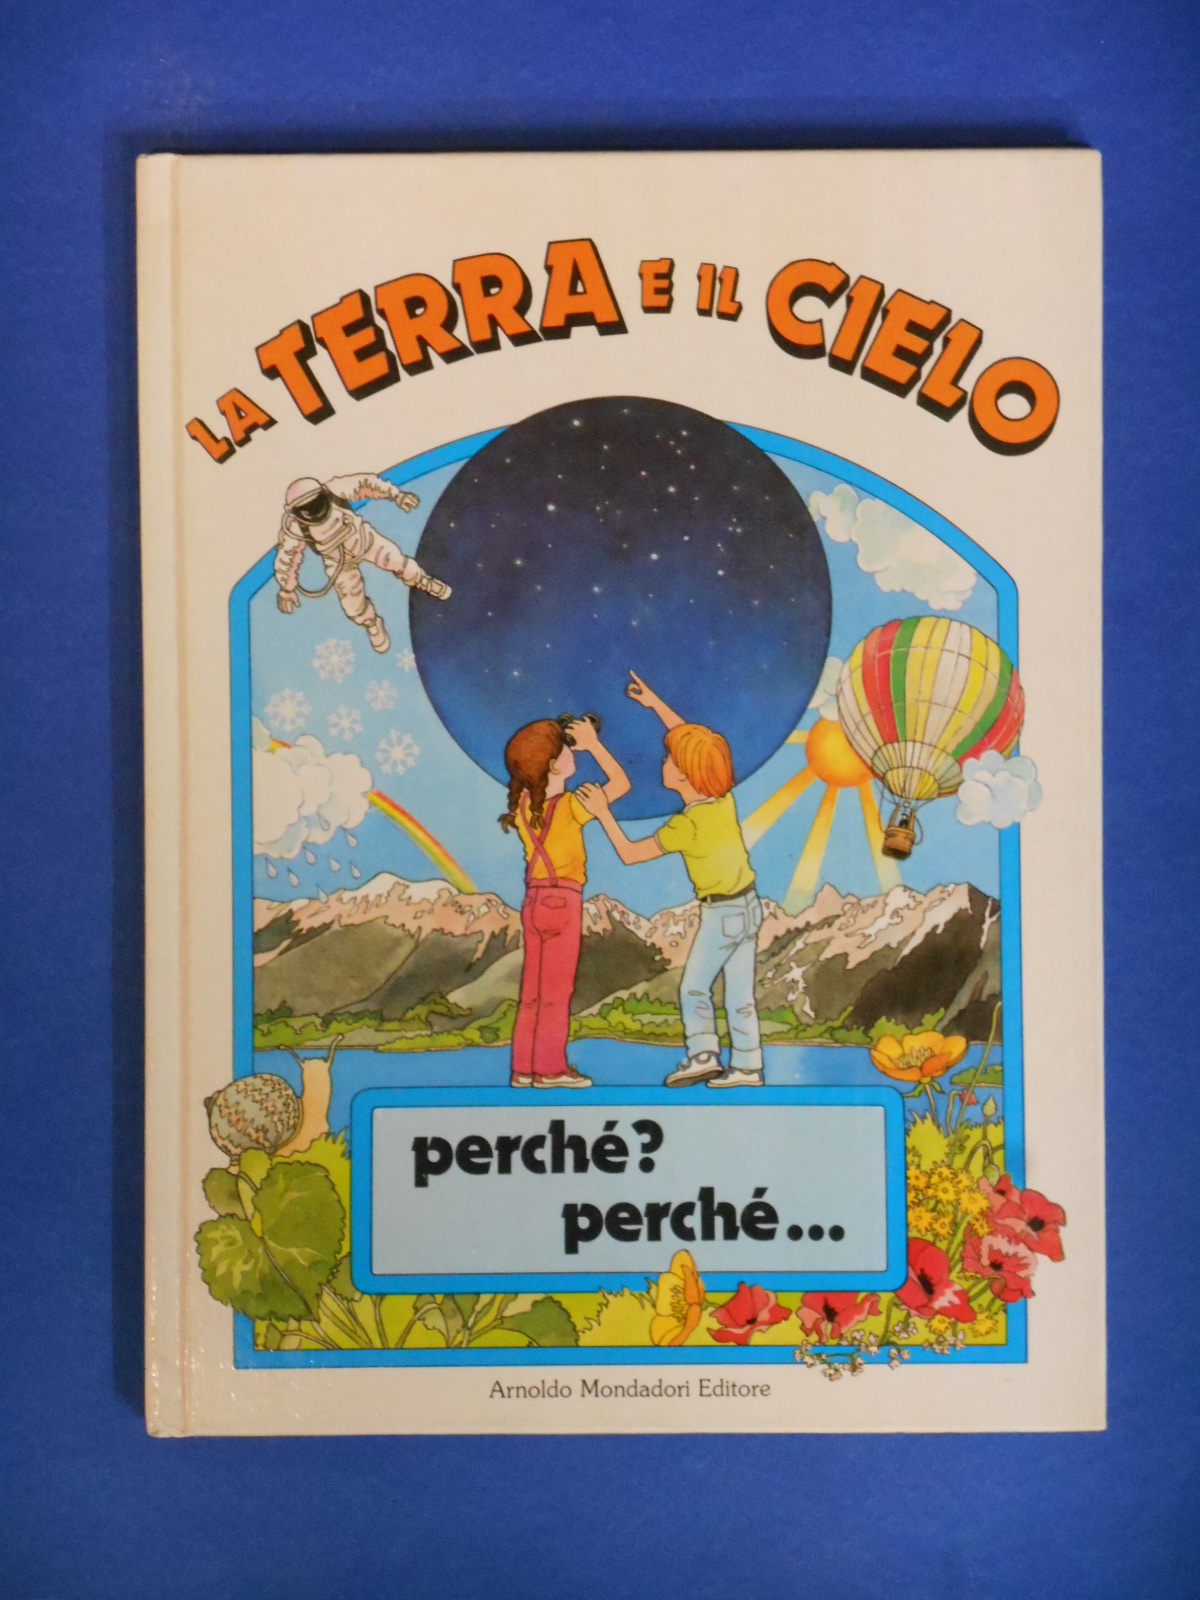 LA TERRA E IL CIELO
perché?
perché...
Arnoldo Mondadori Editore